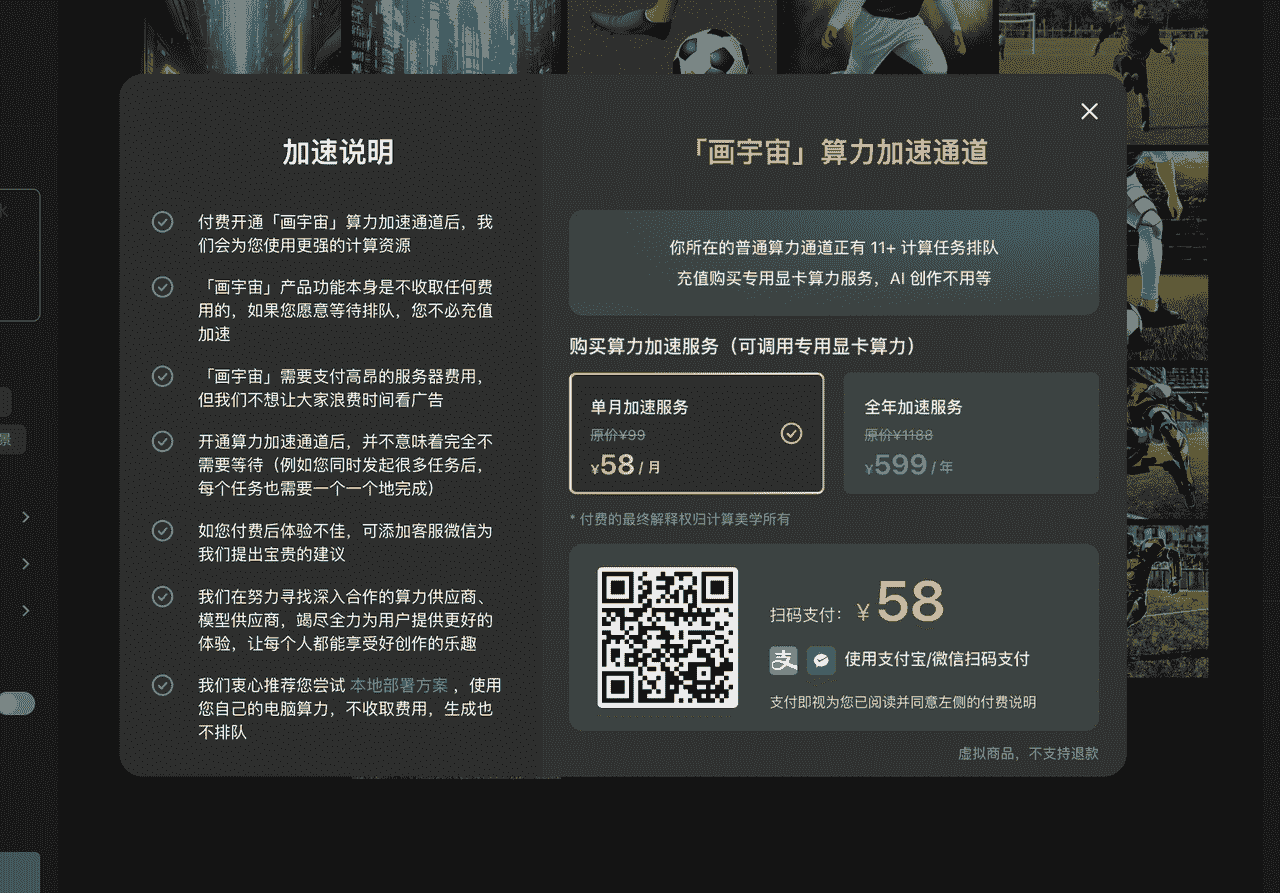 加速说明
付费开通「画宇宙」算力加速通道后，我
们会为您使用更强的计算资源
「画宇宙」产品功能本身是不收取任何费
用的，如果您愿意等待排队，您不必充值
加速
「画宇宙」需要支付高昂的服务器费用，
但我们不想让大家浪费时间看广告
开通算力加速通道后，并不意味着完全不
需要等待（例如您同时发起很多任务后，
每个任务也需要一个一个地完成）
如您付费后体验不佳，可添加客服微信为
我们提出宝贵的建议
我们在努力寻找深入合作的算力供应商、
模型供应商，竭尽全力为用户提供更好的
体验，让每个人都能享受好创作的乐趣
我们衷心推荐您尝试 本地部署方案 ，使用
您自己的电脑算力，不收取费用，生成也
不排队
「画宇宙」算力加速通道
你所在的普通算力通道正有 11+ 计算任务排队
充值购买专用显卡算力服务，AI 创作不用等
购买算力加速服务（可调用专用显卡算力）
单月加速服务
原价¥99
¥58 / 月
全年加速服务
原价¥1188
¥599 / 年
* 付费的最终解释权归计算美学所有
扫码支付： ¥58
支 使用支付宝/微信扫码支付
支付即视为您已阅读并同意左侧的付费说明
虚拟商品，不支持退款
景